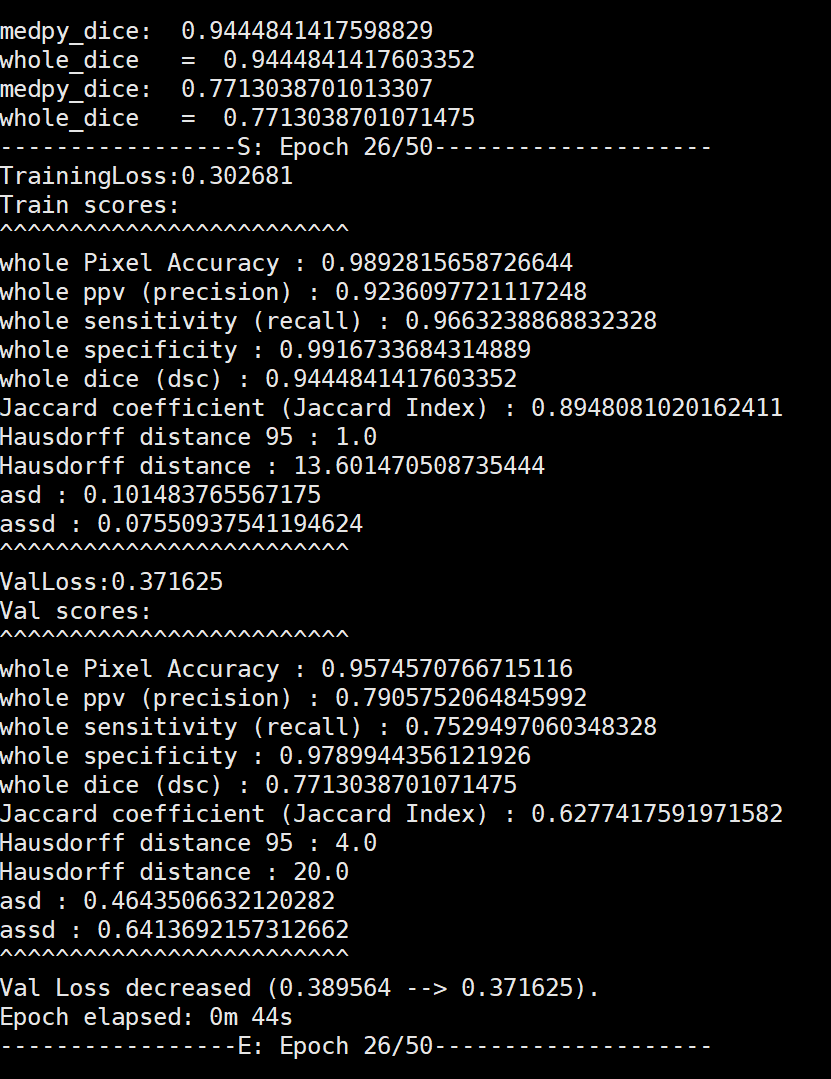 medpy_dice:  0.9444841417598829
whole_dice   =  0.9444841417603352
medpy_dice:  0.7713038701013307
whole_dice   =  0.7713038701071475
-----------------S: Epoch 26/50--------------------
TrainingLoss:0.302681
Train scores:
^^^^^^^^^^^^^^^^^^^^^^^^^
whole Pixel Accuracy : 0.9892815658726644
whole ppv (precision) : 0.9236097721117248
whole sensitivity (recall) : 0.9663238868832328
whole specificity : 0.9916733684314889
whole dice (dsc) : 0.9444841417603352
Jaccard coefficient (Jaccard Index) : 0.8948081020162411
Hausdorff distance 95 : 1.0
Hausdorff distance : 13.601470508735444
asd : 0.101483765567175
assd : 0.07550937541194624
^^^^^^^^^^^^^^^^^^^^^^^^^
ValLoss:0.371625
Val scores:
^^^^^^^^^^^^^^^^^^^^^^^^^
whole Pixel Accuracy : 0.9574570766715116
whole ppv (precision) : 0.7905752064845992
whole sensitivity (recall) : 0.7529497060348328
whole specificity : 0.9789944356121926
whole dice (dsc) : 0.7713038701071475
Jaccard coefficient (Jaccard Index) : 0.6277417591971582
Hausdorff distance 95 : 4.0
Hausdorff distance : 20.0
asd : 0.4643506632120282
assd : 0.6413692157312662
^^^^^^^^^^^^^^^^^^^^^^^^^
Val Loss decreased (0.389564 --> 0.371625).
Epoch elapsed: 0m 44s
-----------------E: Epoch 26/50--------------------